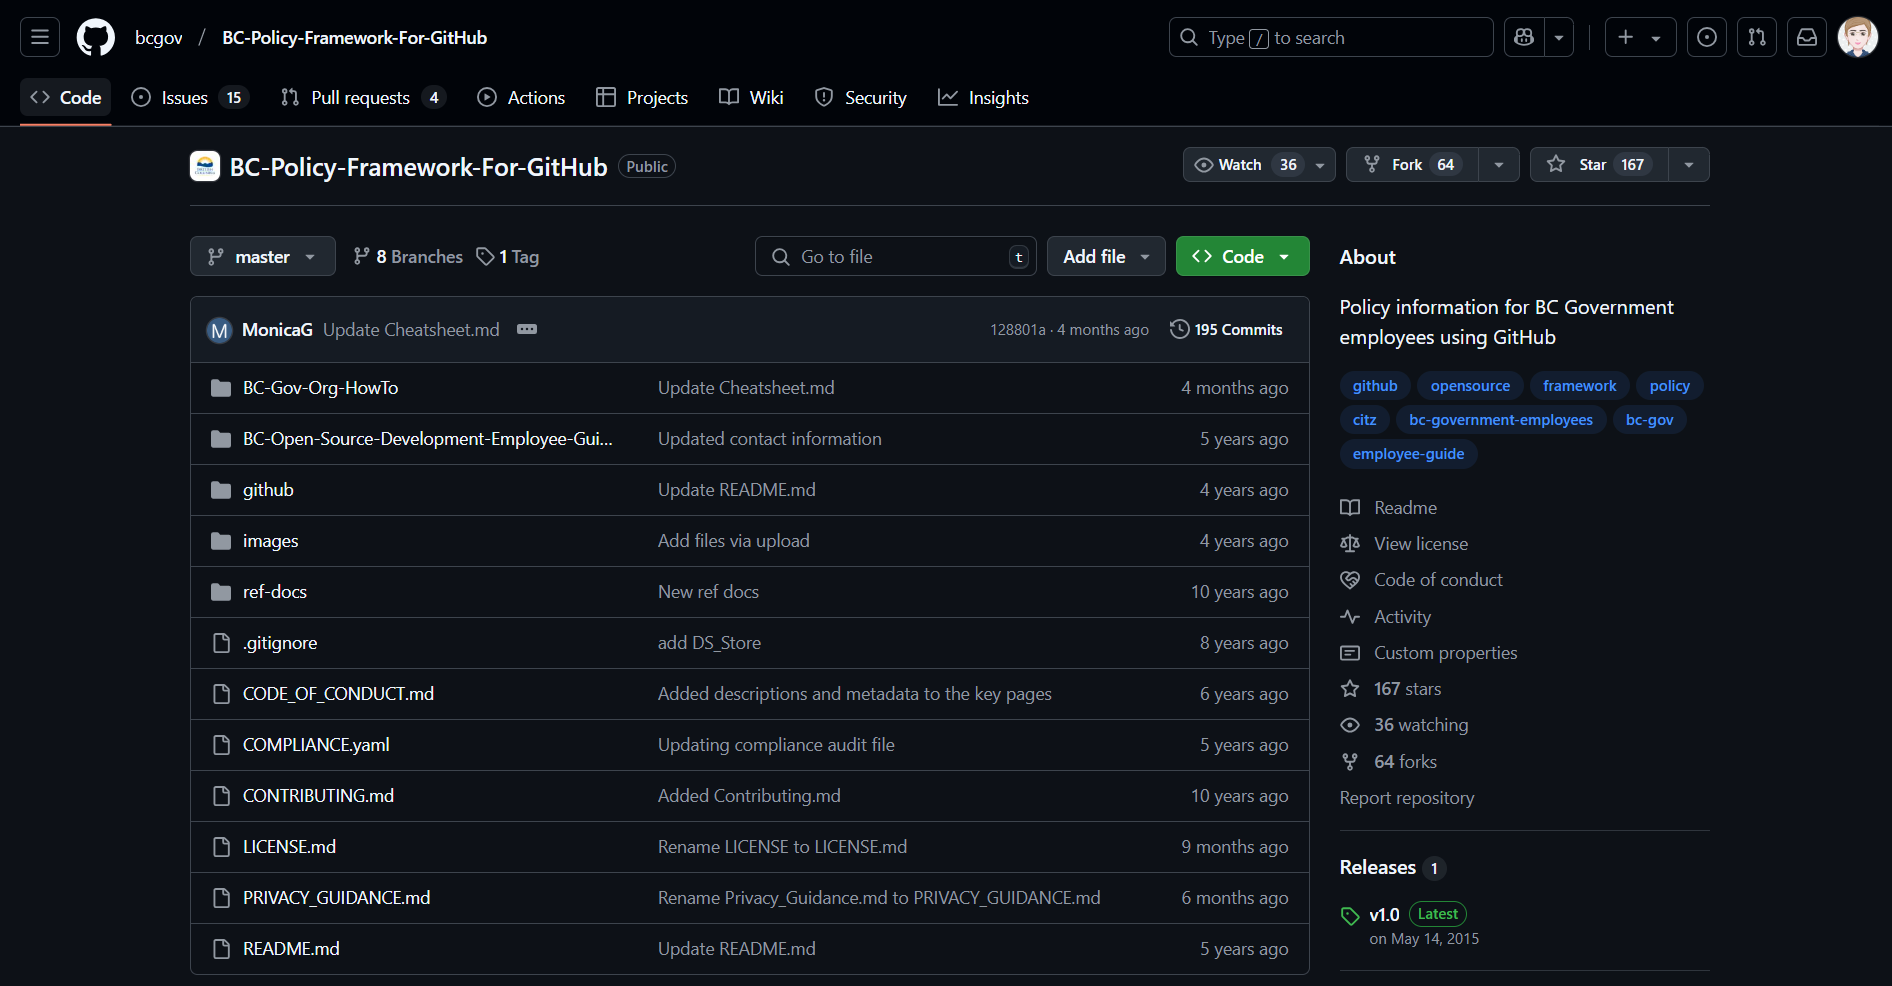 bcgov / BC-Policy-Framework-For-GitHub
Type / to search
Code
Issues 15
Pull requests 4
Actions
Projects
Wiki
Security
Insights
BC-Policy-Framework-For-GitHub Public
Watch 36
Fork 64
Star 167
master
8 Branches
1 Tag
Go to file t
Add file
Code
MonicaG Update Cheatsheet.md 128801a · 4 months ago 195 Commits
BC-Gov-Org-HowTo Update Cheatsheet.md 4 months ago
BC-Open-Source-Development-Employee-Gui... Updated contact information 5 years ago
github Update README.md 4 years ago
images Add files via upload 4 years ago
ref-docs New ref docs 10 years ago
.gitignore add DS_Store 8 years ago
CODE_OF_CONDUCT.md Added descriptions and metadata to the key pages 6 years ago
COMPLIANCE.yaml Updating compliance audit file 5 years ago
CONTRIBUTING.md Added Contributing.md 10 years ago
LICENSE.md Rename LICENSE to LICENSE.md 9 months ago
PRIVACY_GUIDANCE.md Rename Privacy_Guidance.md to PRIVACY_GUIDANCE.md 6 months ago
README.md Update README.md 5 years ago
About
Policy information for BC Government
employees using GitHub
github opensource framework policy
citz bc-government-employees bc-gov
employee-guide
Readme
View license
Code of conduct
Activity
Custom properties
167 stars
36 watching
64 forks
Report repository
Releases 1
v1.0 Latest
on May 14, 2015